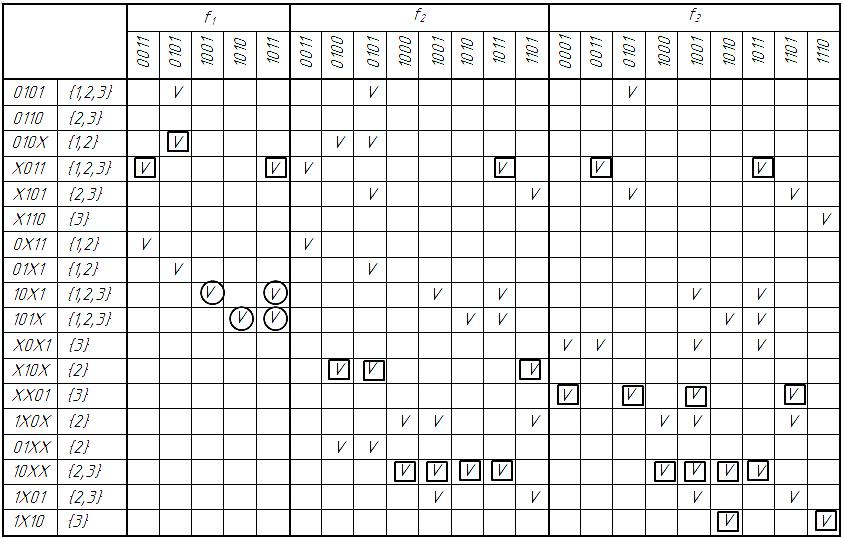 f1 f2 f2
0011 0101 1001 1010 1011 0011 0100 0101 1000 1001 1010 1011 1101 0001 0011 0101 1000 1001 1010 1011 1101 1110
0101 {1,2,3} V V V
0110 {2,3}
010X {1,2} V V V
X011 {1,2,3} V V V V V V
X101 {2,3} V V V V
X110 {3} V
0X11 {1,2} V V
01X1 {1,2} V V
10X1 {1,2,3} V V V V V V
101X {1,2,3} V V V V V V
X0X1 {3} V V V V
X10X {2} V V V
XX01 {3} V V V V
1X0X {2} V V V V V V
01XX {2} V V
10XX {2,3} V V V V V V V V
1X01 {2,3} V V V V
1X10 {3} V V